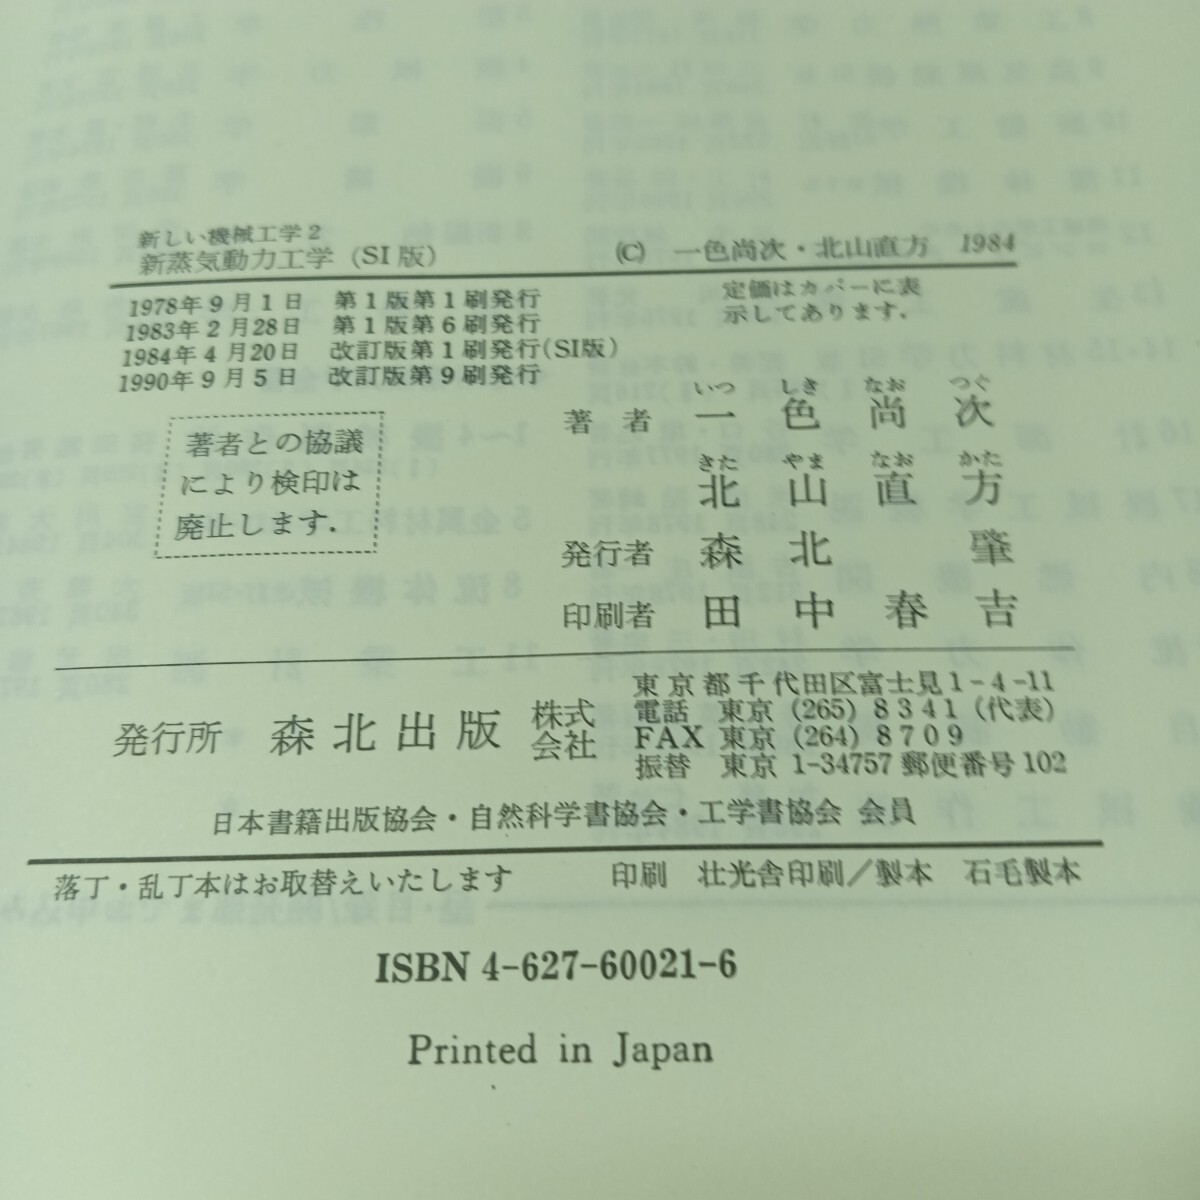 新しい機械工学2
新蒸気動力工学 (SI版)
(C) 一色尚次・北山直方 1984
1978年9月1日 第1版第1刷発行
1983年2月28日 第1版第6刷発行
1984年4月20日 改訂版第1刷発行(SI版)
1990年9月5日 改訂版第9刷発行
定価はカバーに表
示してあります.
著者との協議
により検印は
廃止します.
いっ しき なお つぐ
著者 一色尚次
きた やま なお かた
北山直方
発行者 森北 肇
印刷者 田中春吉
発行所 森北出版 株式会社
東京都千代田区富士見1-4-11
電話 東京 (265) 8341 (代表)
FAX 東京 (264) 8709
振替 東京 1-34757 郵便番号 102
日本書籍出版協会・自然科学書協会・工学書協会 会員
落丁・乱丁本はお取替えいたします 印刷 壮光舎印刷/製本 石毛製本
ISBN 4-627-60021-6
Printed in Japan